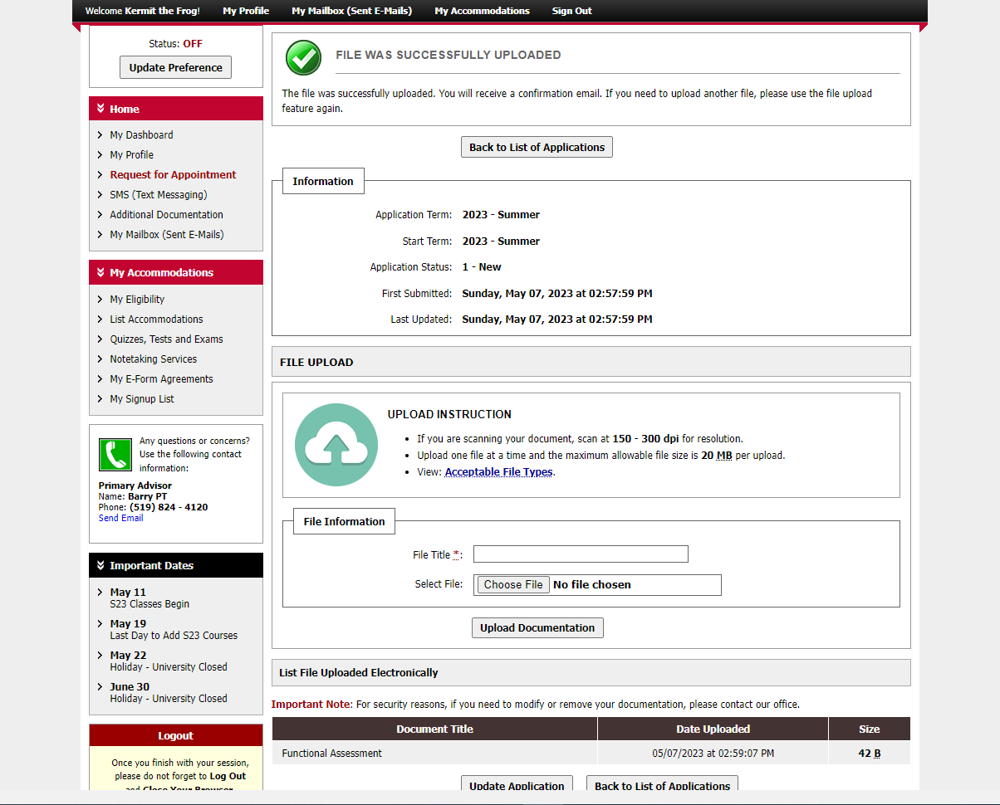 Welcome Kermit the Frog! My Profile My Mailbox (Sent E-Mails) My Accommodations Sign Out
Status: OFF
Update Preference
Home
My Dashboard
My Profile
Request for Appointment
SMS (Text Messaging)
Additional Documentation
My Mailbox (Sent E-Mails)
My Accommodations
My Eligibility
List Accommodations
Quizzes, Tests and Exams
Notetaking Services
My E-Form Agreements
My Signup List
Any questions or concerns?
Use the following contact
information:
Primary Advisor
Name: Barry PT
Phone: (519) 824 - 4120
Send Email
Important Dates
May 11
S23 Classes Begin
May 19
Last Day to Add S23 Courses
May 22
Holiday - University Closed
June 30
Holiday - University Closed
Logout
Once you finish with your session,
please do not forget to Log Out
and Close Your Browser
FILE WAS SUCCESSFULLY UPLOADED
The file was successfully uploaded. You will receive a confirmation email. If you need to upload another file, please use the file upload
feature again.
Back to List of Applications
Information
Application Term: 2023 - Summer
Start Term: 2023 - Summer
Application Status: 1 - New
First Submitted: Sunday, May 07, 2023 at 02:57:59 PM
Last Updated: Sunday, May 07, 2023 at 02:57:59 PM
FILE UPLOAD
UPLOAD INSTRUCTION
• If you are scanning your document, scan at 150 - 300 dpi for resolution.
• Upload one file at a time and the maximum allowable file size is 20 MB per upload.
• View: Acceptable File Types.
File Information
File Title *:
Select File: Choose File No file chosen
Upload Documentation
List File Uploaded Electronically
Important Note: For security reasons, if you need to modify or remove your documentation, please contact our office.
Document Title Date Uploaded Size
Functional Assessment 05/07/2023 at 02:59:07 PM 42 B
Update Application Back to List of Applications